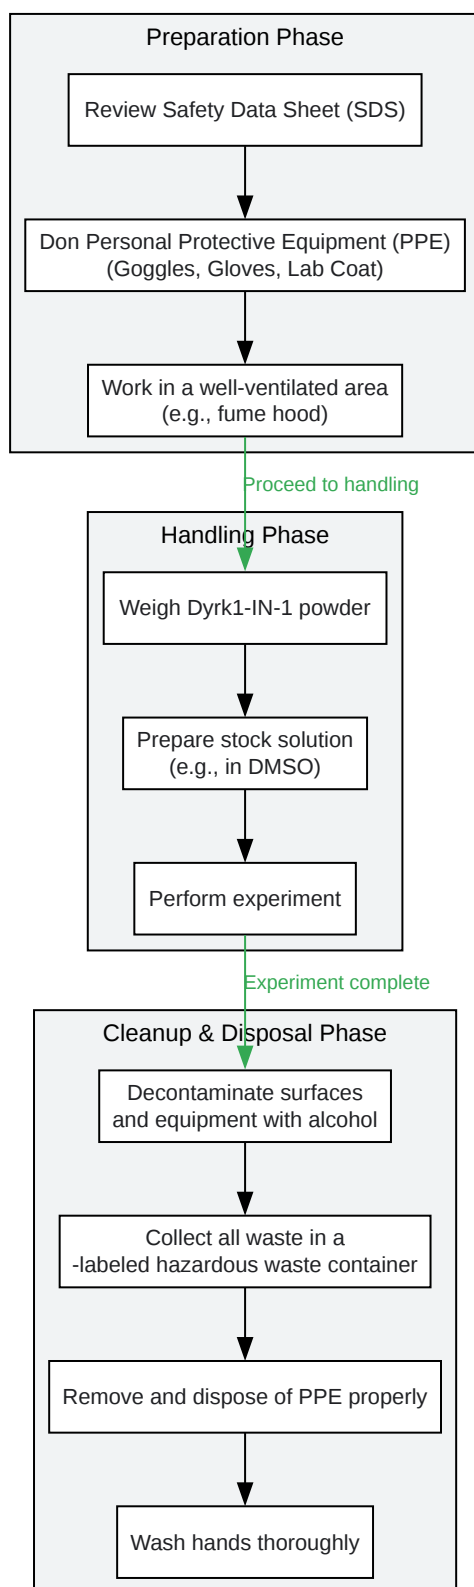 Preparation Phase
Review Safety Data Sheet (SDS)
Don Personal Protective Equipment (PPE)
(Goggles, Gloves, Lab Coat)
Work in a well-ventilated area
(e.g., fume hood)
Proceed to handling
Handling Phase
Weigh Dyrk1-IN-1 powder
Prepare stock solution
(e.g., in DMSO)
Perform experiment
Experiment complete
Cleanup & Disposal Phase
Decontaminate surfaces
and equipment with alcohol
Collect all waste in a
-labeled hazardous waste container
Remove and dispose of PPE properly
Wash hands thoroughly